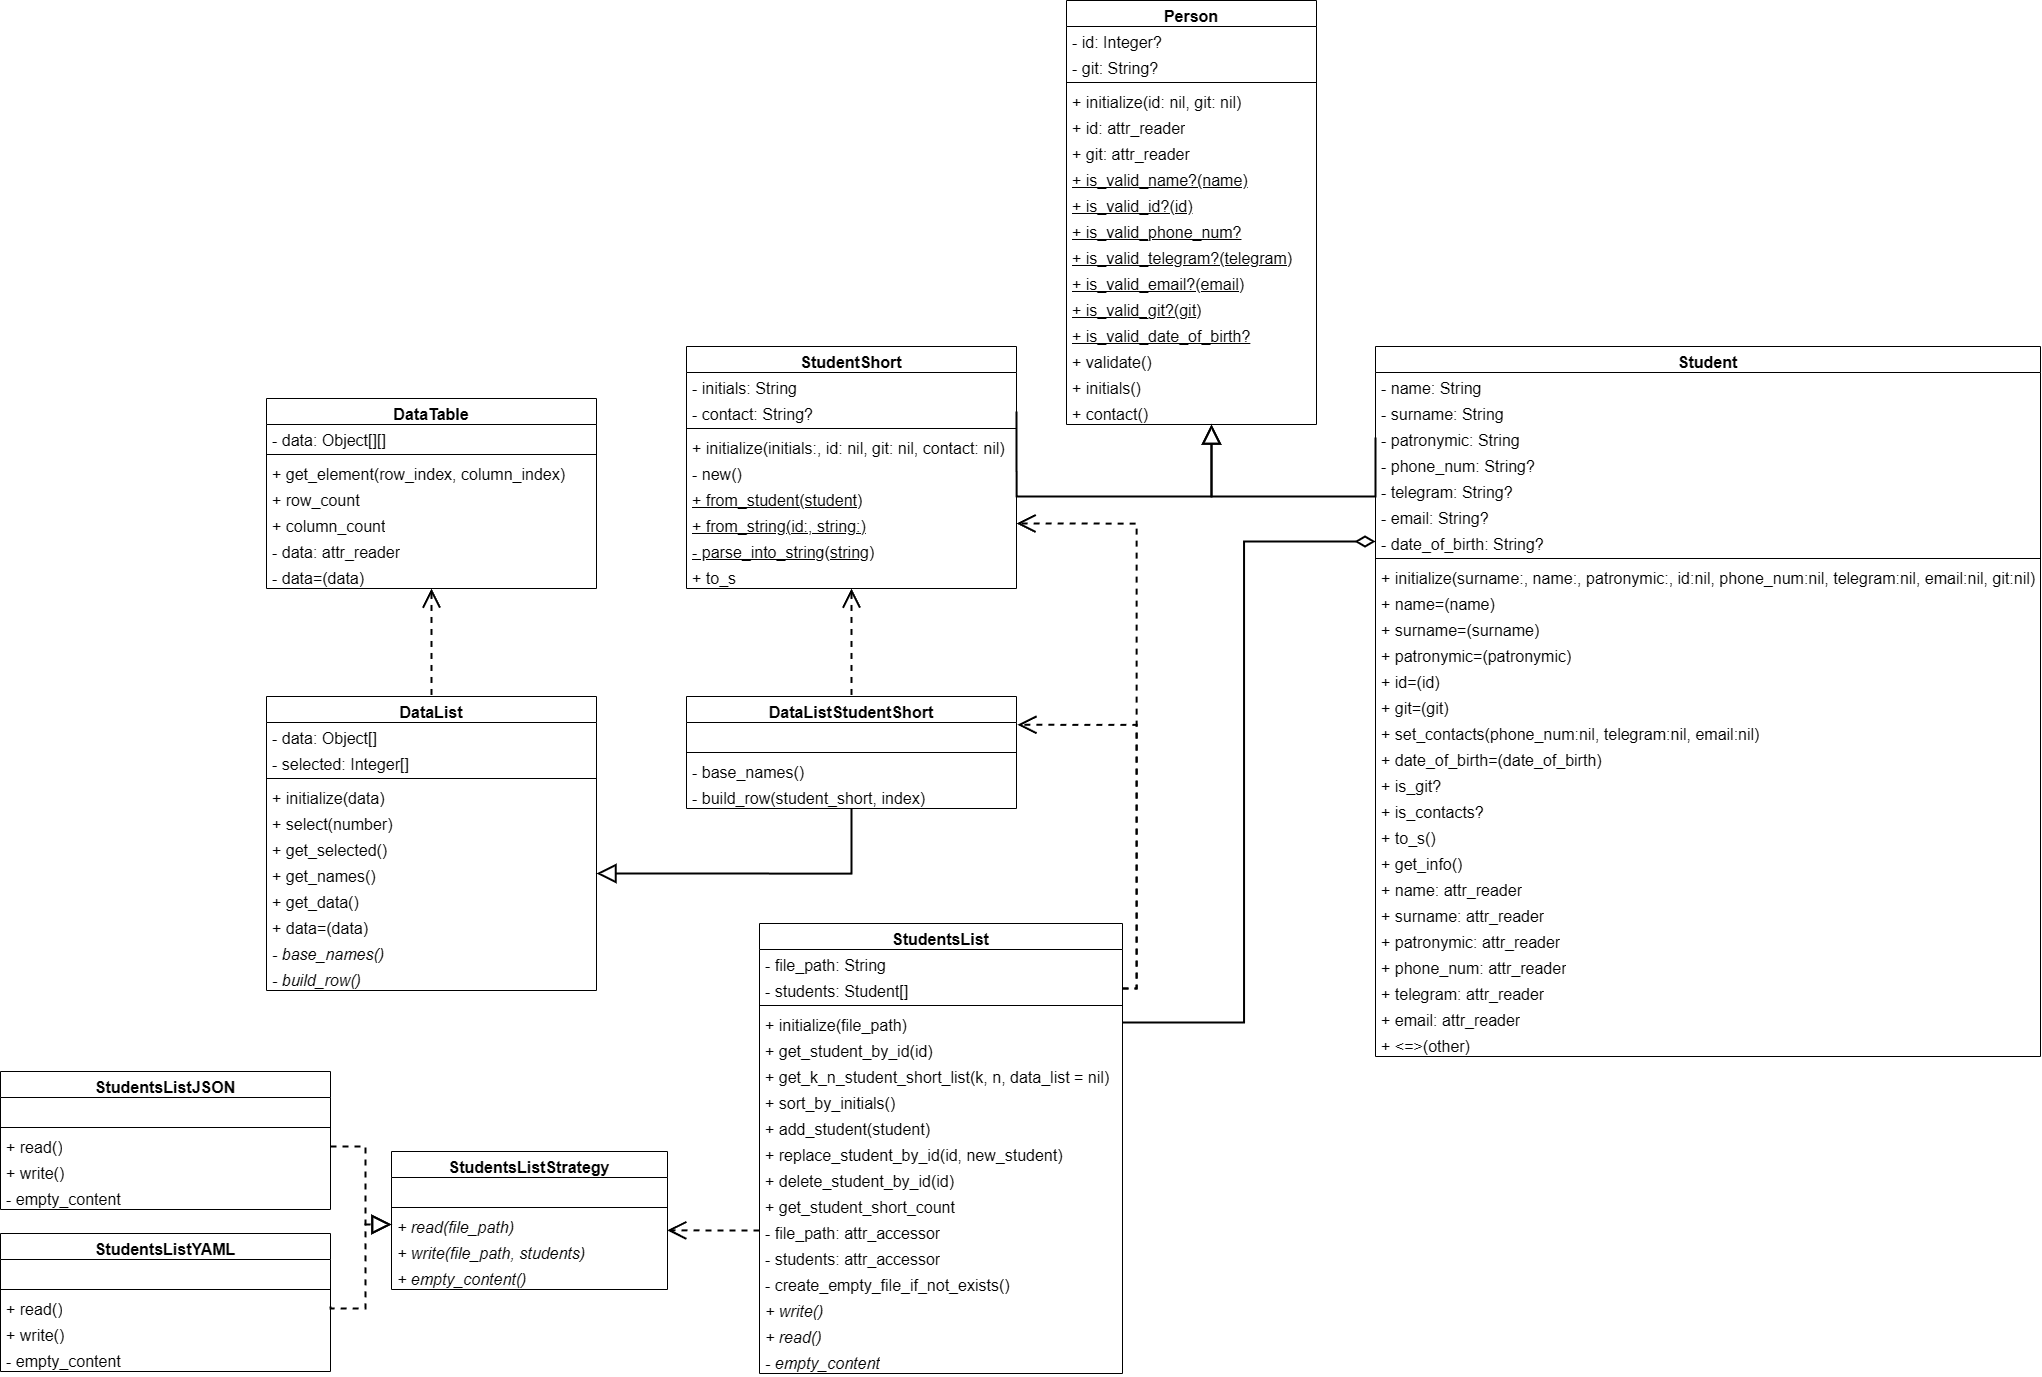 Person
- id: Integer?
- git: String?
+ initialize(id: nil, git: nil)
+ id: attr_reader
+ git: attr_reader
+ is_valid_name?(name)
+ is_valid_id?(id)
+ is_valid_phone_num?
+ is_valid_telegram?(telegram)
+ is_valid_email?(email)
+ is_valid_git?(git)
+ is_valid_date_of_birth?
+ validate()
+ initials()
+ contact()
StudentShort
- initials: String
- contact: String?
+ initialize(initials:, id: nil, git: nil, contact: nil)
- new()
+ from_student(student)
+ from_string(id:, string:)
- parse_into_string(string)
+ to_s
Student
- name: String
- surname: String
- patronymic: String
- phone_num: String?
- telegram: String?
- email: String?
- date_of_birth: String?
+ initialize(surname:, name:, patronymic:, id:nil, phone_num:nil, telegram:nil, email:nil, git:nil)
+ name=(name)
+ surname=(surname)
+ patronymic=(patronymic)
+ id=(id)
+ git=(git)
+ set_contacts(phone_num:nil, telegram:nil, email:nil)
+ date_of_birth=(date_of_birth)
+ is_git?
+ is_contacts?
+ to_s()
+ get_info()
+ name: attr_reader
+ surname: attr_reader
+ patronymic: attr_reader
+ phone_num: attr_reader
+ telegram: attr_reader
+ email: attr_reader
+ <=>(other)
DataTable
- data: Object[][]
+ get_element(row_index, column_index)
+ row_count
+ column_count
- data: attr_reader
- data=(data)
DataList
- data: Object[]
- selected: Integer[]
+ initialize(data)
+ select(number)
+ get_selected()
+ get_names()
+ get_data()
+ data=(data)
- base_names()
- build_row()
DataListStudentShort
- base_names()
- build_row(student_short, index)
StudentsList
- file_path: String
- students: Student[]
+ initialize(file_path)
+ get_student_by_id(id)
+ get_k_n_student_short_list(k, n, data_list = nil)
+ sort_by_initials()
+ add_student(student)
+ replace_student_by_id(id, new_student)
+ delete_student_by_id(id)
+ get_student_short_count
- file_path: attr_accessor
- students: attr_accessor
- create_empty_file_if_not_exists()
+ write()
+ read()
- empty_content
StudentsListJSON
+ read()
+ write()
- empty_content
StudentsListStrategy
+ read(file_path)
+ write(file_path, students)
+ empty_content()
StudentsListYAML
+ read()
+ write()
- empty_content